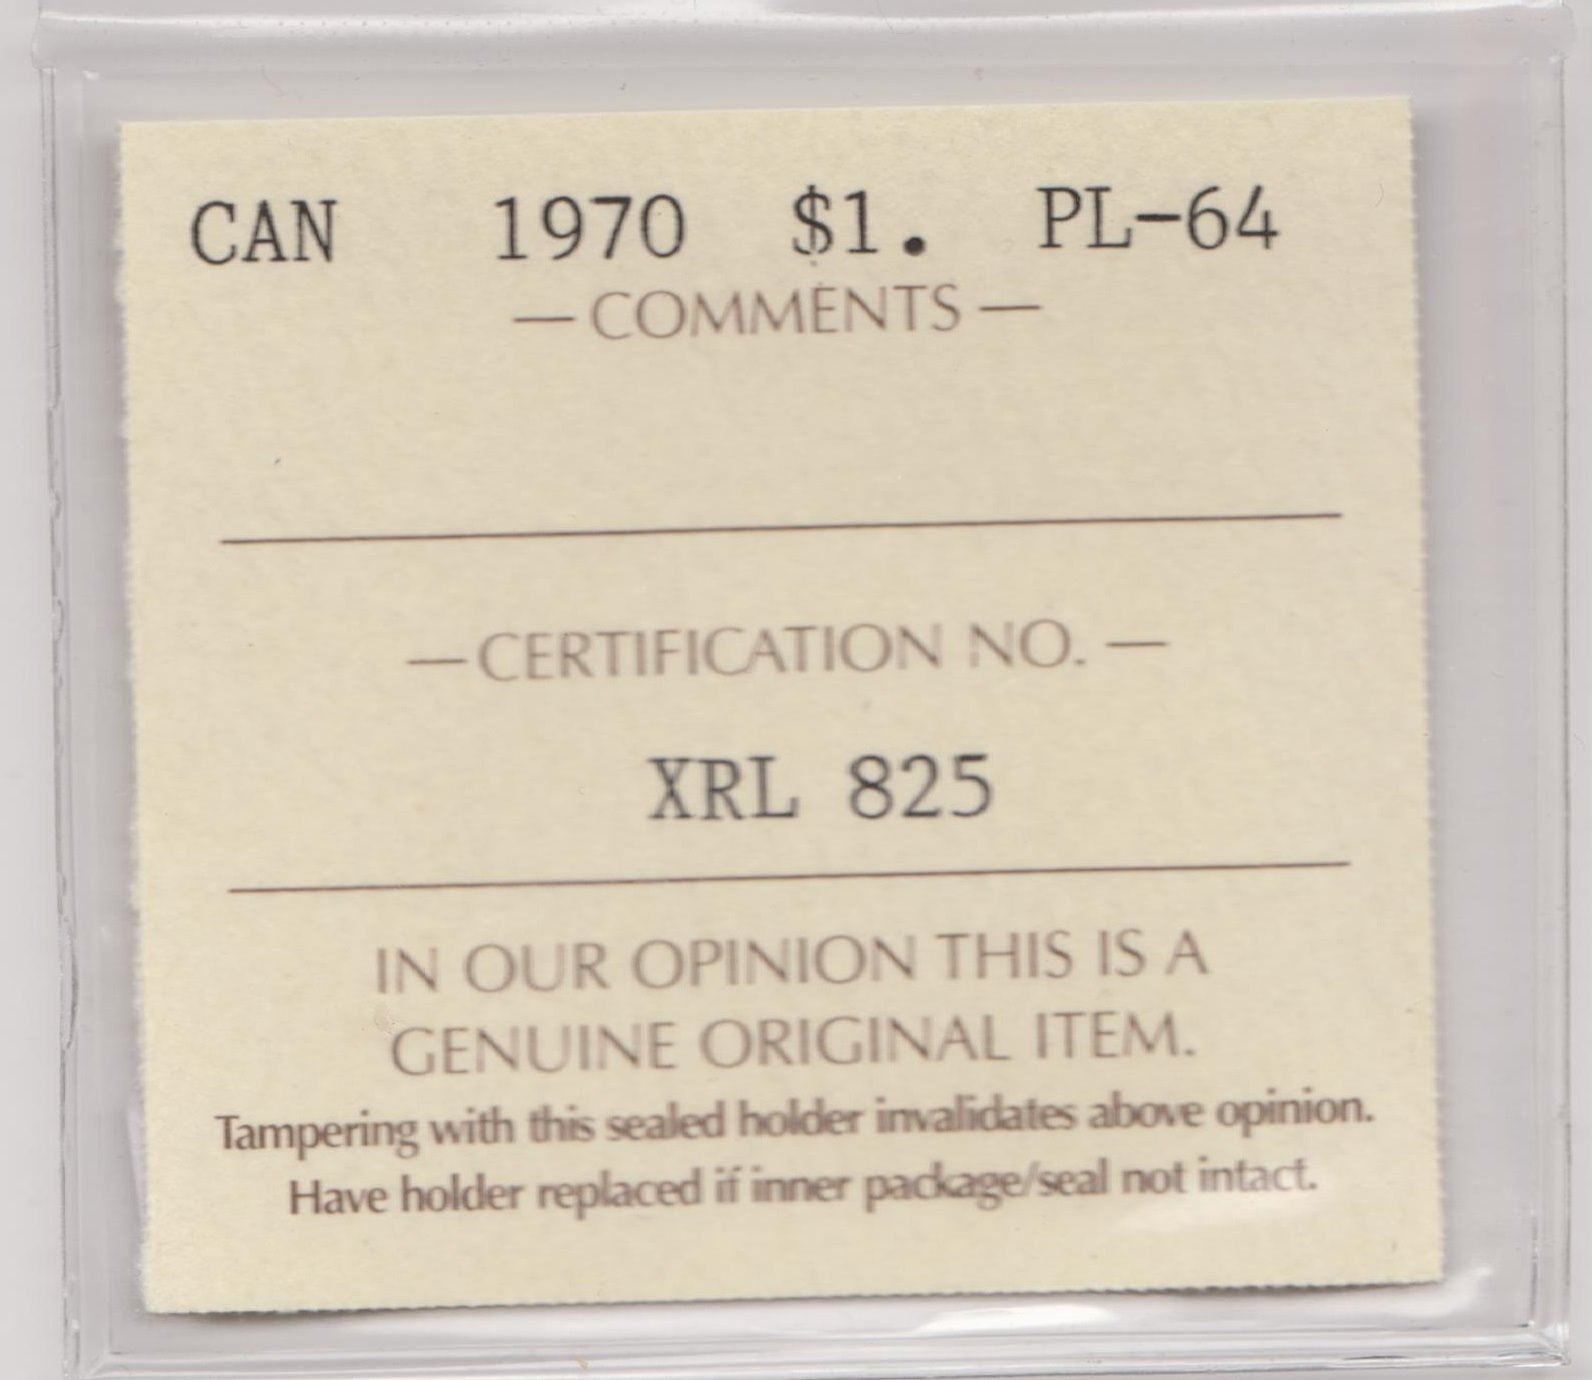 CAN 1970 $1. PL-64
— COMMENTS —
— CERTIFICATION NO. —
XRL 825
IN OUR OPINION THIS IS A
GENUINE ORIGINAL ITEM.
Tampering with this sealed holder invalidates above opinion.
Have holder replaced if inner package/seal not intact.